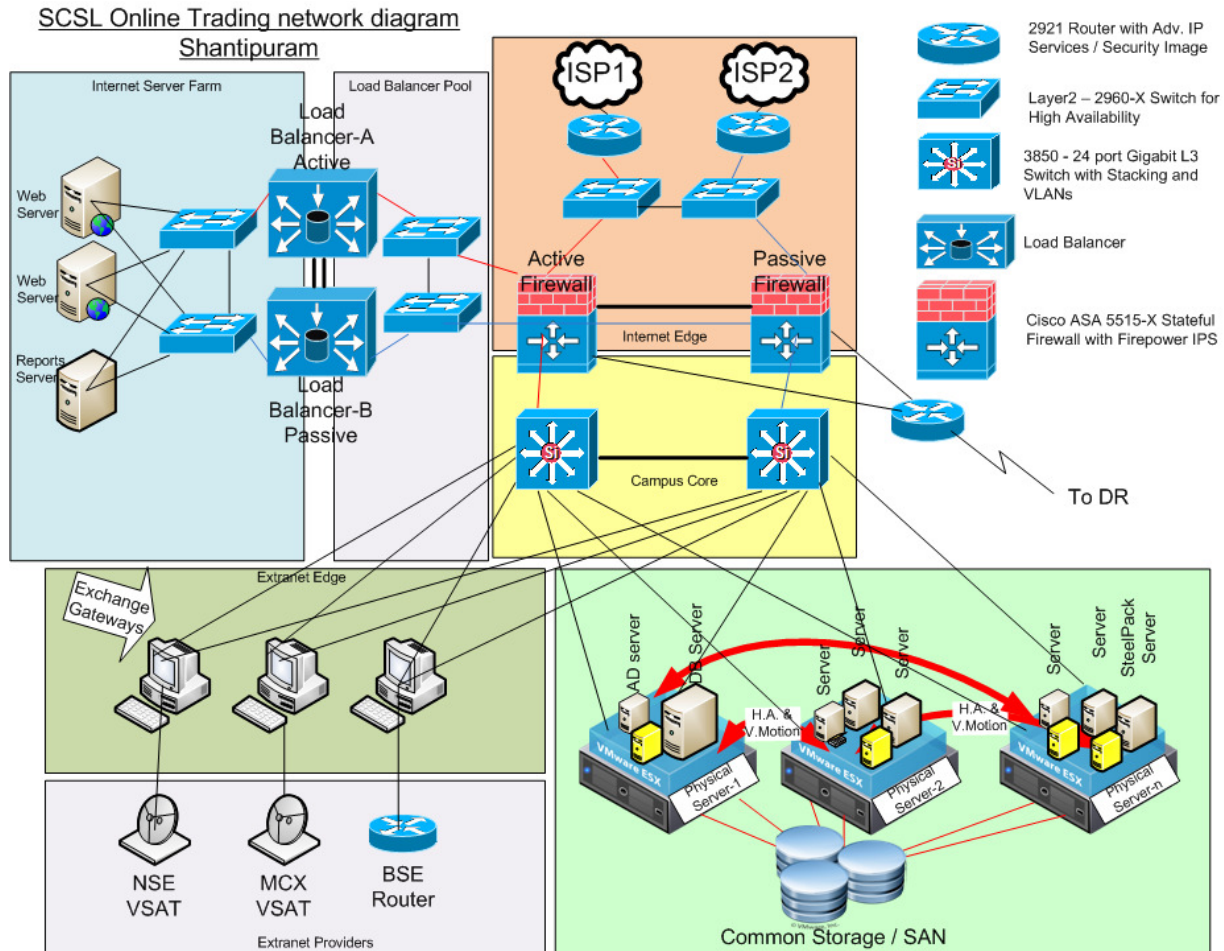 SCSL Online Trading network diagram
Shantipuram
Internet Server Farm
Load Balancer Pool
ISP1
ISP2
2921 Router with Adv. IP
Services / Security Image
Layer2 – 2960-X Switch for
High Availability
3850 - 24 port Gigabit L3
Switch with Stacking and
VLANs
Load Balancer
Cisco ASA 5515-X Stateful
Firewall with Firepower IPS
Load
Balancer-A
Active
Web
Server
Web
Server
Reports
Server
Load
Balancer-B
Passive
Active
Firewall
Passive
Firewall
Internet Edge
Si
Si
Si
Campus Core
To DR
Extranet Edge
Exchange
Gateways
NSE
VSAT
MCX
VSAT
BSE
Router
Extranet Providers
AD server
DB Server
Server
Server
Server
Server
Server
SteelPack
Server
H.A. &
V.Motion
H.A. &
V.Motion
VMware ESX
Physical
Server-1
VMware ESX
Physical
Server-2
VMware ESX
Physical
Server-n
© VMware, Inc.
Common Storage / SAN